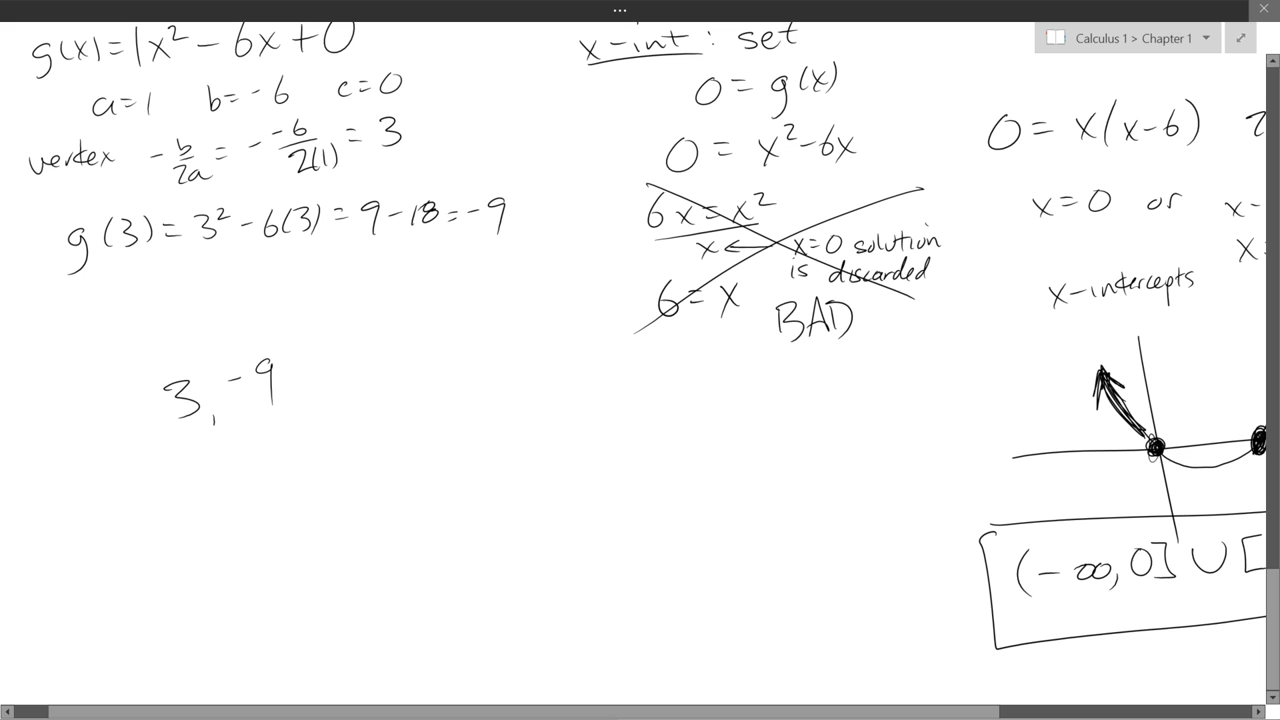 ...
Calculus 1 > Chapter 1
g(x) = 1x² - 6x + 0
a = 1 b = -6 c = 0
vertex -b/2a = - -6/2(1) = 3
g(3) = 3² - 6(3) = 9 - 18 = -9
3, -9
x-int : set
0 = g(x)
0 = x² - 6x
6x = x²
x ← x=0 solution
is discarded
6 = x
BAD
0 = x(x-6)
x = 0 or x-
x
x-intercepts
(-∞, 0] ∪ [